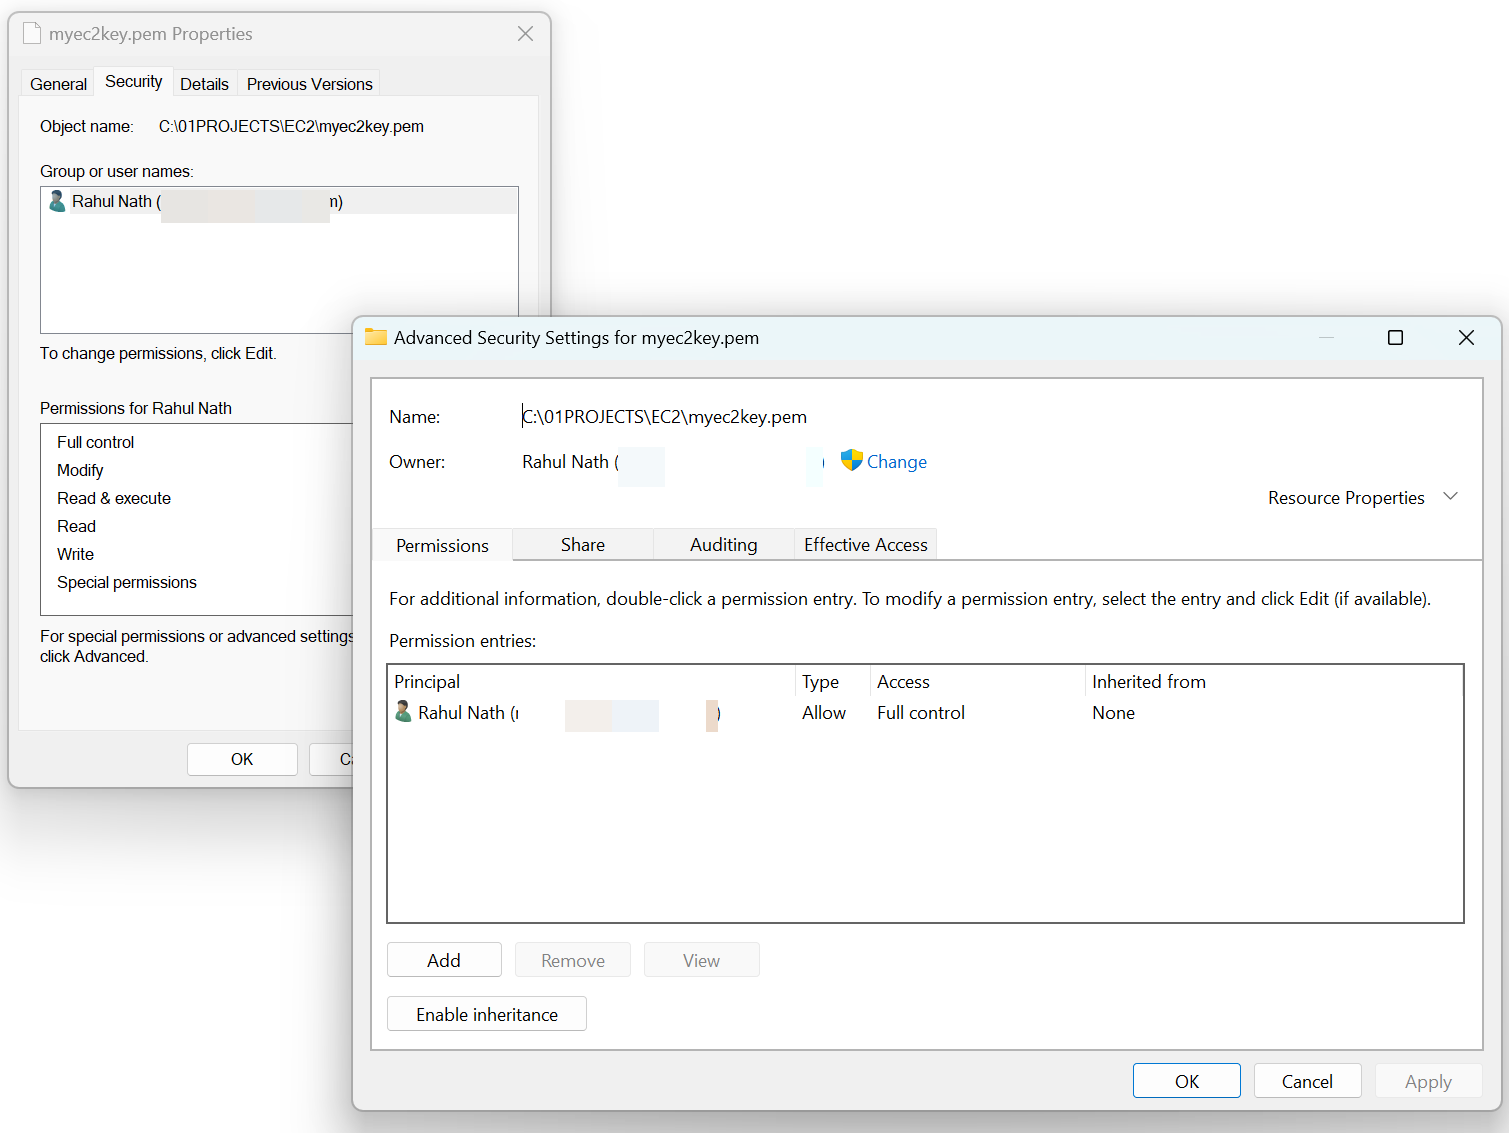 myec2key.pem Properties
General Security Details Previous Versions
Object name: C:\01PROJECTS\EC2\myec2key.pem
Group or user names:
Rahul Nath ( m)
To change permissions, click Edit.
Permissions for Rahul Nath
Full control
Modify
Read & execute
Read
Write
Special permissions
For special permissions or advanced settings
click Advanced.
OK
Advanced Security Settings for myec2key.pem
Name: C:\01PROJECTS\EC2\myec2key.pem
Owner: Rahul Nath ( ) Change
Resource Properties
Permissions Share Auditing Effective Access
For additional information, double-click a permission entry. To modify a permission entry, select the entry and click Edit (if available).
Permission entries:
Principal Type Access Inherited from
Rahul Nath ( ) Allow Full control None
Add Remove View
Enable inheritance
OK Cancel Apply